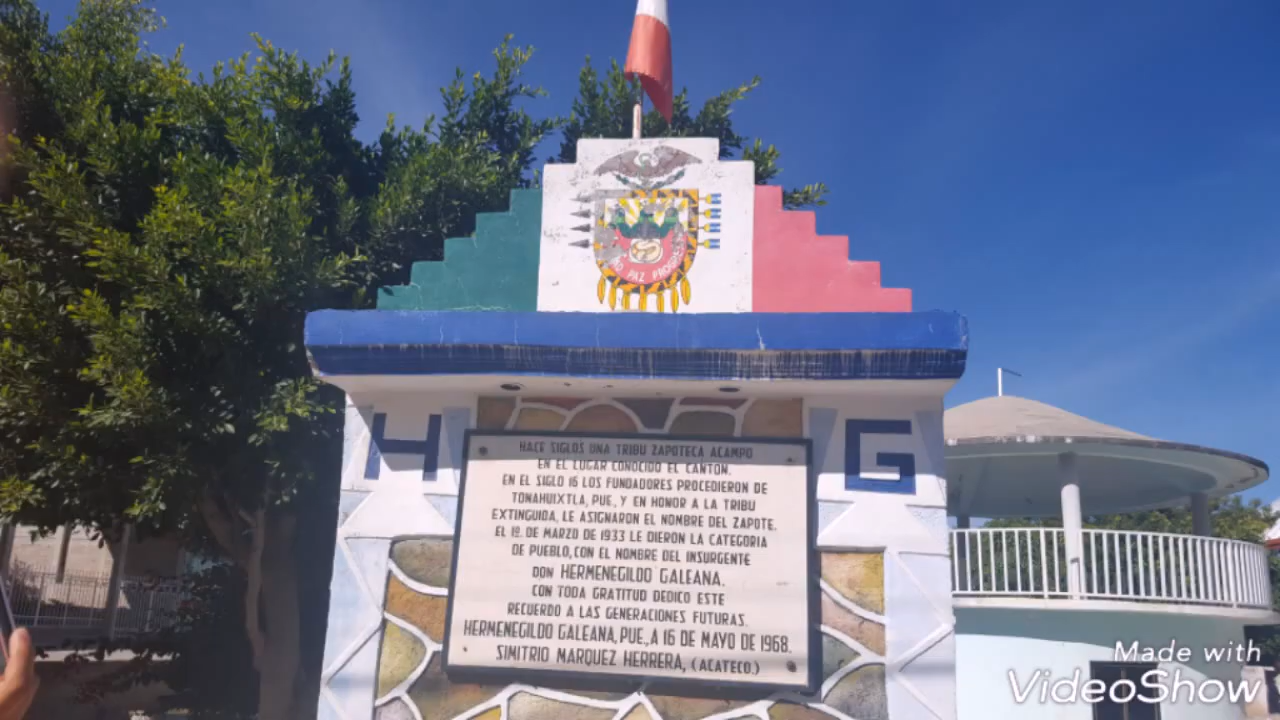 PAZ PROGRESO
H
G
HACE SIGLOS UNA TRIBU ZAPOTECA ACAMPO
EN EL LUGAR CONOCIDO EL CANTON.
EN EL SIGLO 16 LOS FUNDADORES PROCEDIERON DE
TONAHUIXTLA, PUE., Y EN HONOR A LA TRIBU
EXTINGUIDA, LE ASIGNARON EL NOMBRE DEL ZAPOTE.
EL 19. DE MARZO DE 1933 LE DIERON LA CATEGORIA
DE PUEBLO, CON EL NOMBRE DEL INSURGENTE
DON HERMENEGILDO GALEANA.
CON TODA GRATITUD DEDICO ESTE
RECUERDO A LAS GENERACIONES FUTURAS.
HERMENEGILDO GALEANA, PUE., A 16 DE MAYO DE 1968.
SIMITRIO MARQUEZ HERRERA, (ACATECO.)
Made with
VideoShow